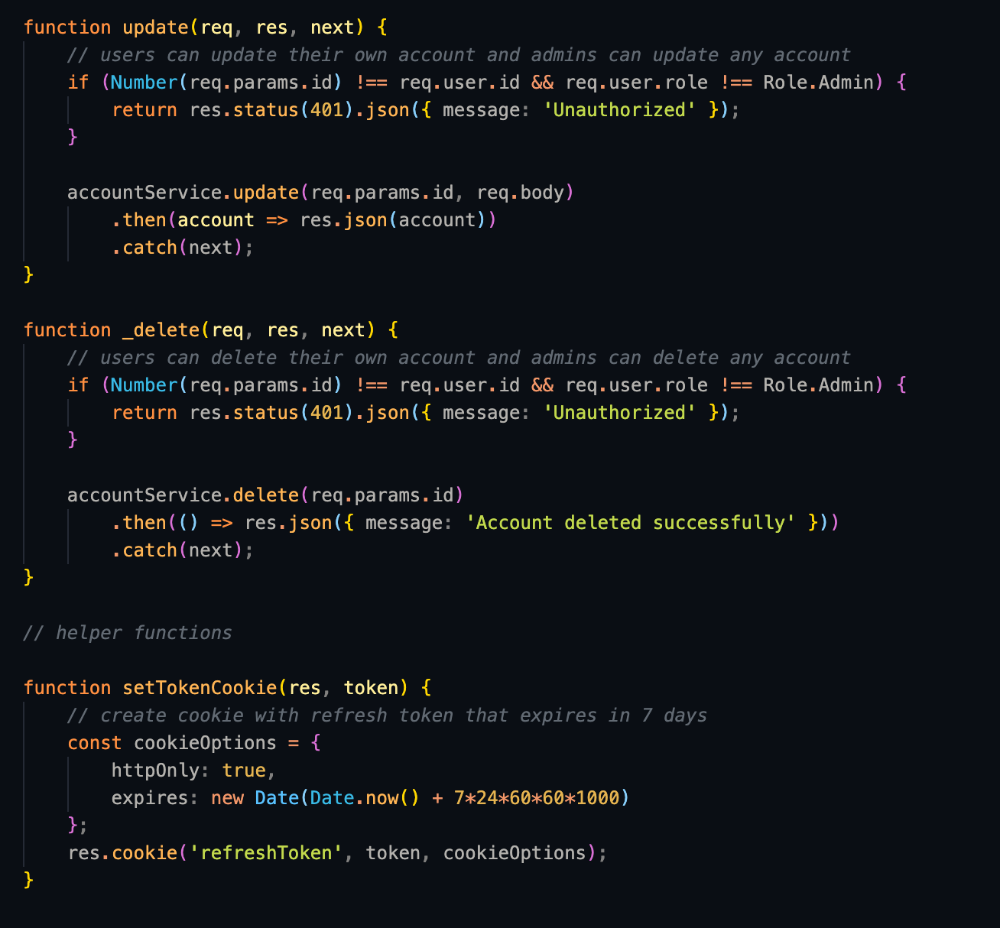 function update(req, res, next) {
    // users can update their own account and admins can update any account
    if (Number(req.params.id) !== req.user.id && req.user.role !== Role.Admin) {
        return res.status(401).json({ message: 'Unauthorized' });
    }

    accountService.update(req.params.id, req.body)
        .then(account => res.json(account))
        .catch(next);
}

function _delete(req, res, next) {
    // users can delete their own account and admins can delete any account
    if (Number(req.params.id) !== req.user.id && req.user.role !== Role.Admin) {
        return res.status(401).json({ message: 'Unauthorized' });
    }

    accountService.delete(req.params.id)
        .then(() => res.json({ message: 'Account deleted successfully' }))
        .catch(next);
}

// helper functions

function setTokenCookie(res, token) {
    // create cookie with refresh token that expires in 7 days
    const cookieOptions = {
        httpOnly: true,
        expires: new Date(Date.now() + 7*24*60*60*1000)
    };
    res.cookie('refreshToken', token, cookieOptions);
}